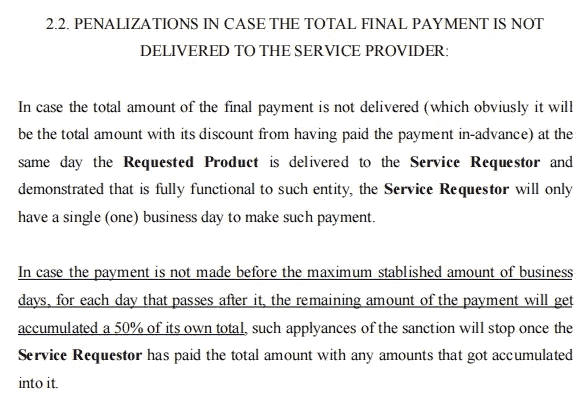 2.2. PENALIZATIONS IN CASE THE TOTAL FINAL PAYMENT IS NOT
DELIVERED TO THE SERVICE PROVIDER:
In case the total amount of the final payment is not delivered (which obviusly it will
be the total amount with its discount from having paid the payment in-advance) at the
same day the Requested Product is delivered to the Service Requestor and
demonstrated that is fully functional to such entity, the Service Requestor will only
have a single (one) business day to make such payment.
In case the payment is not made before the maximum stablished amount of business
days, for each day that passes after it, the remaining amount of the payment will get
accumulated a 50% of its own total, such applyances of the sanction will stop once the
Service Requestor has paid the total amount with any amounts that got accumulated
into it.